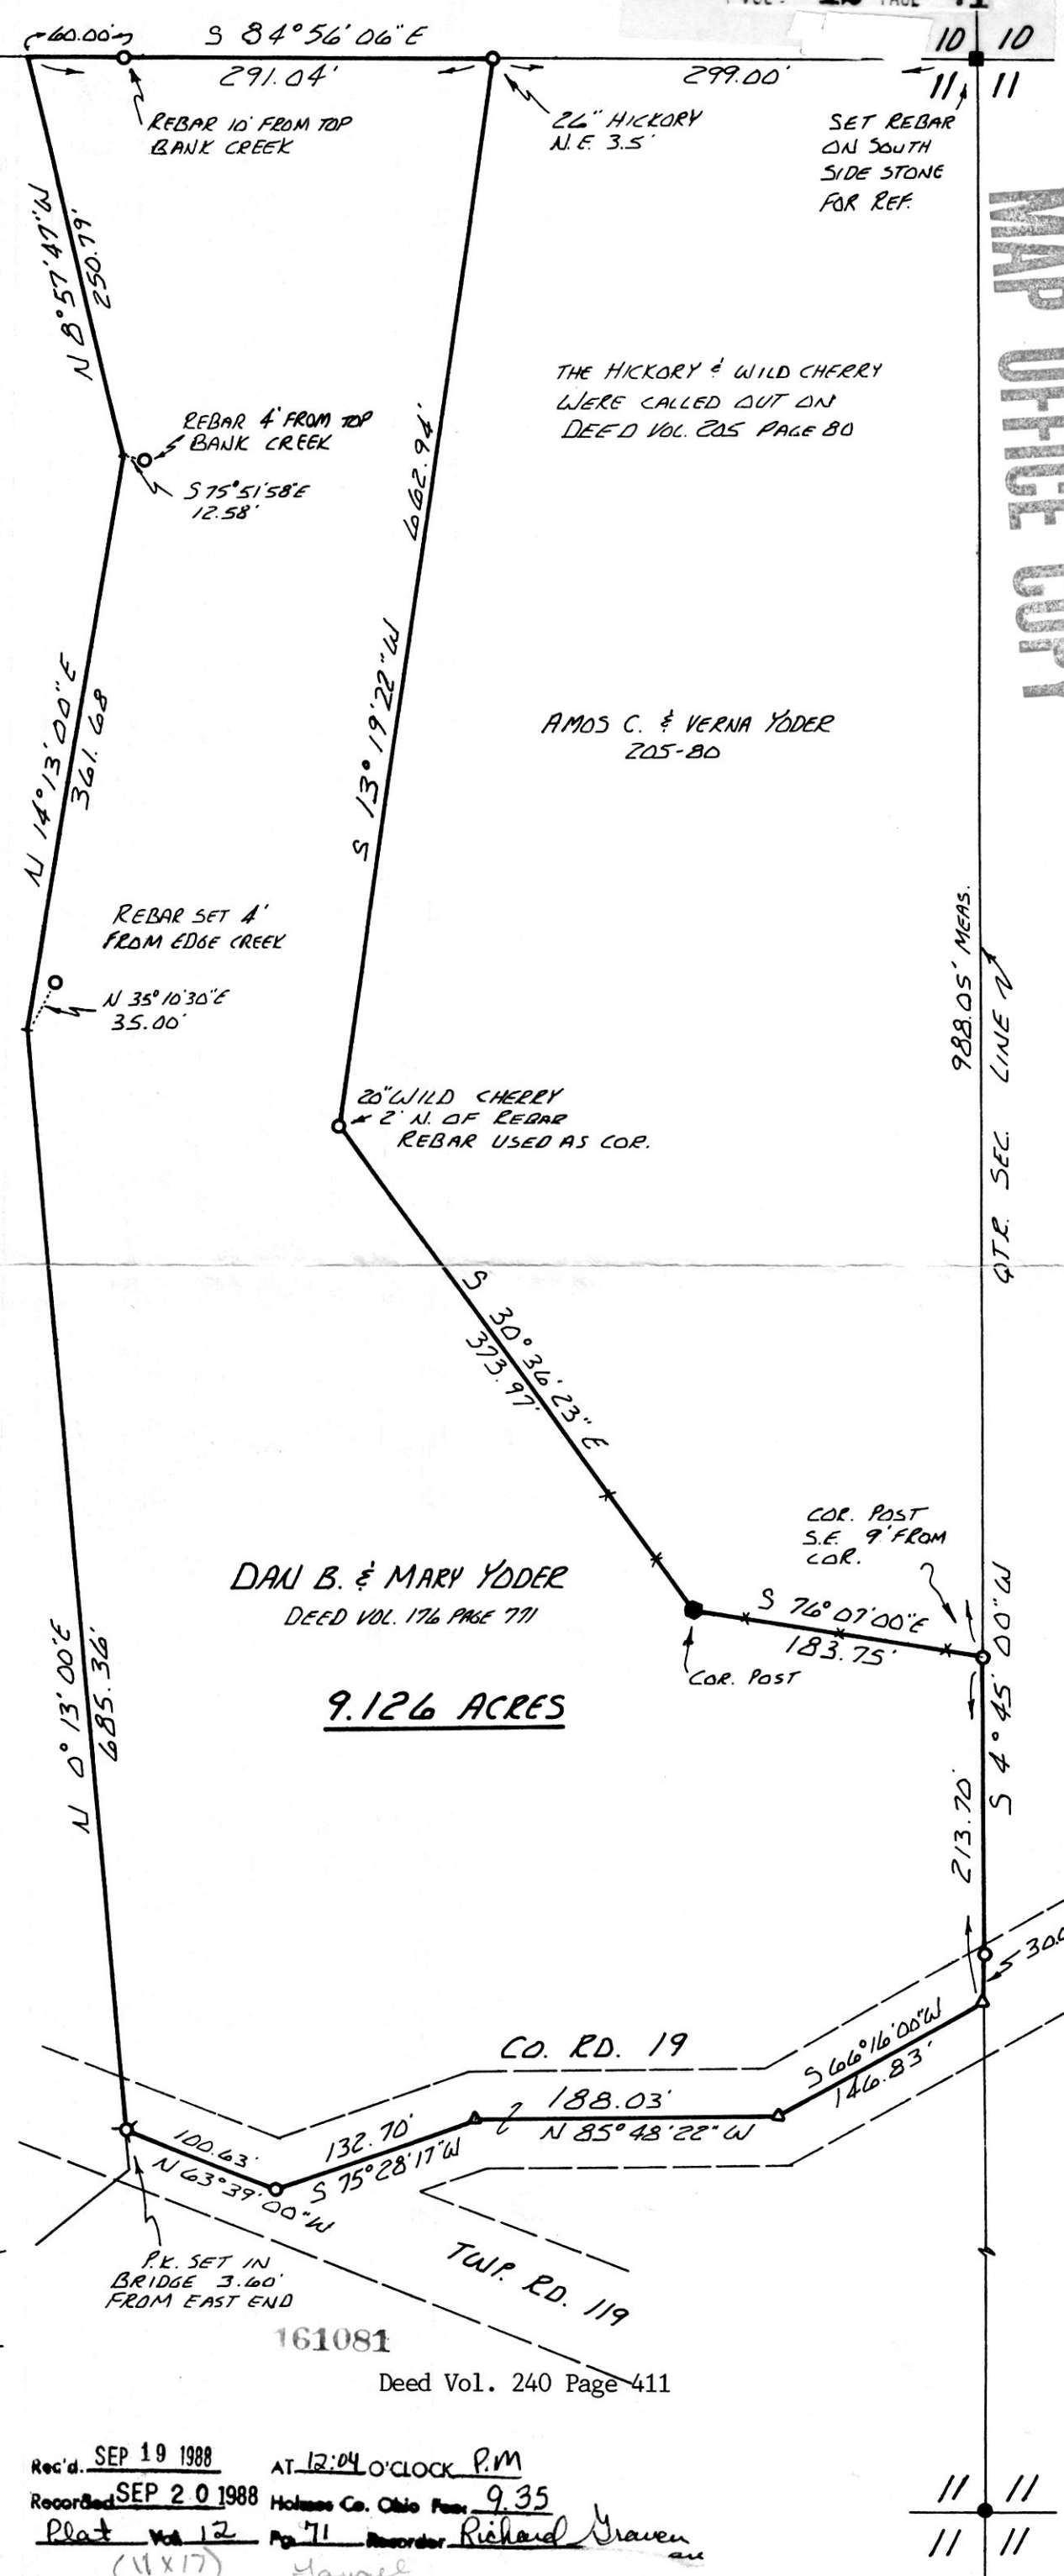 60.00'
S 84°56'06"E
291.04'
299.00'
10 10
11 11
REBAR 10' FROM TOP
BANK CREEK
26" HICKORY
N.E. 3.5'
SET REBAR
ON SOUTH
SIDE STONE
FOR REF.
MAP OFFICE COPY
N 8°57'47"W
250.79'
THE HICKORY & WILD CHERRY
WERE CALLED OUT ON
DEED VOL. 205 PAGE 80
REBAR 4' FROM TOP
BANK CREEK
S 75°51'58"E
12.58'
662.94'
S 13°19'22"W
N 14°13'00"E
361.68
AMOS C. & VERNA YODER
205-80
REBAR SET 4'
FROM EDGE CREEK
N 35°10'30"E
35.00'
988.05' MEAS.
QTR. SEC. LINE
20" WILD CHERRY
2' N. OF REBAR
REBAR USED AS COR.
S 30°36'23"E
373.97'
COR. POST
S.E. 9' FROM
COR.
DAN B. & MARY YODER
DEED VOL. 176 PAGE 771
S 76°07'00"E
183.75'
COR. POST
9.126 ACRES
S 4°45'00"W
213.70'
N 0°13'00"E
685.36'
CO. RD. 19
S 66°16'00"W
146.83'
188.03'
N 85°48'22"W
132.70'
S 75°28'17"W
100.63'
N 63°39'00"W
P.K. SET IN
BRIDGE 3.60'
FROM EAST END
TWP. RD. 119
161081
Deed Vol. 240 Page 411
Rec'd. SEP 19 1988 AT 12:04 O'CLOCK P.M
Recorded SEP 20 1988 Holmes Co. Ohio Fee: 9.35
Plat Vol. 12 Pg. 71 Recorder Richard Graven
(11 X 17)
11 11
11 11